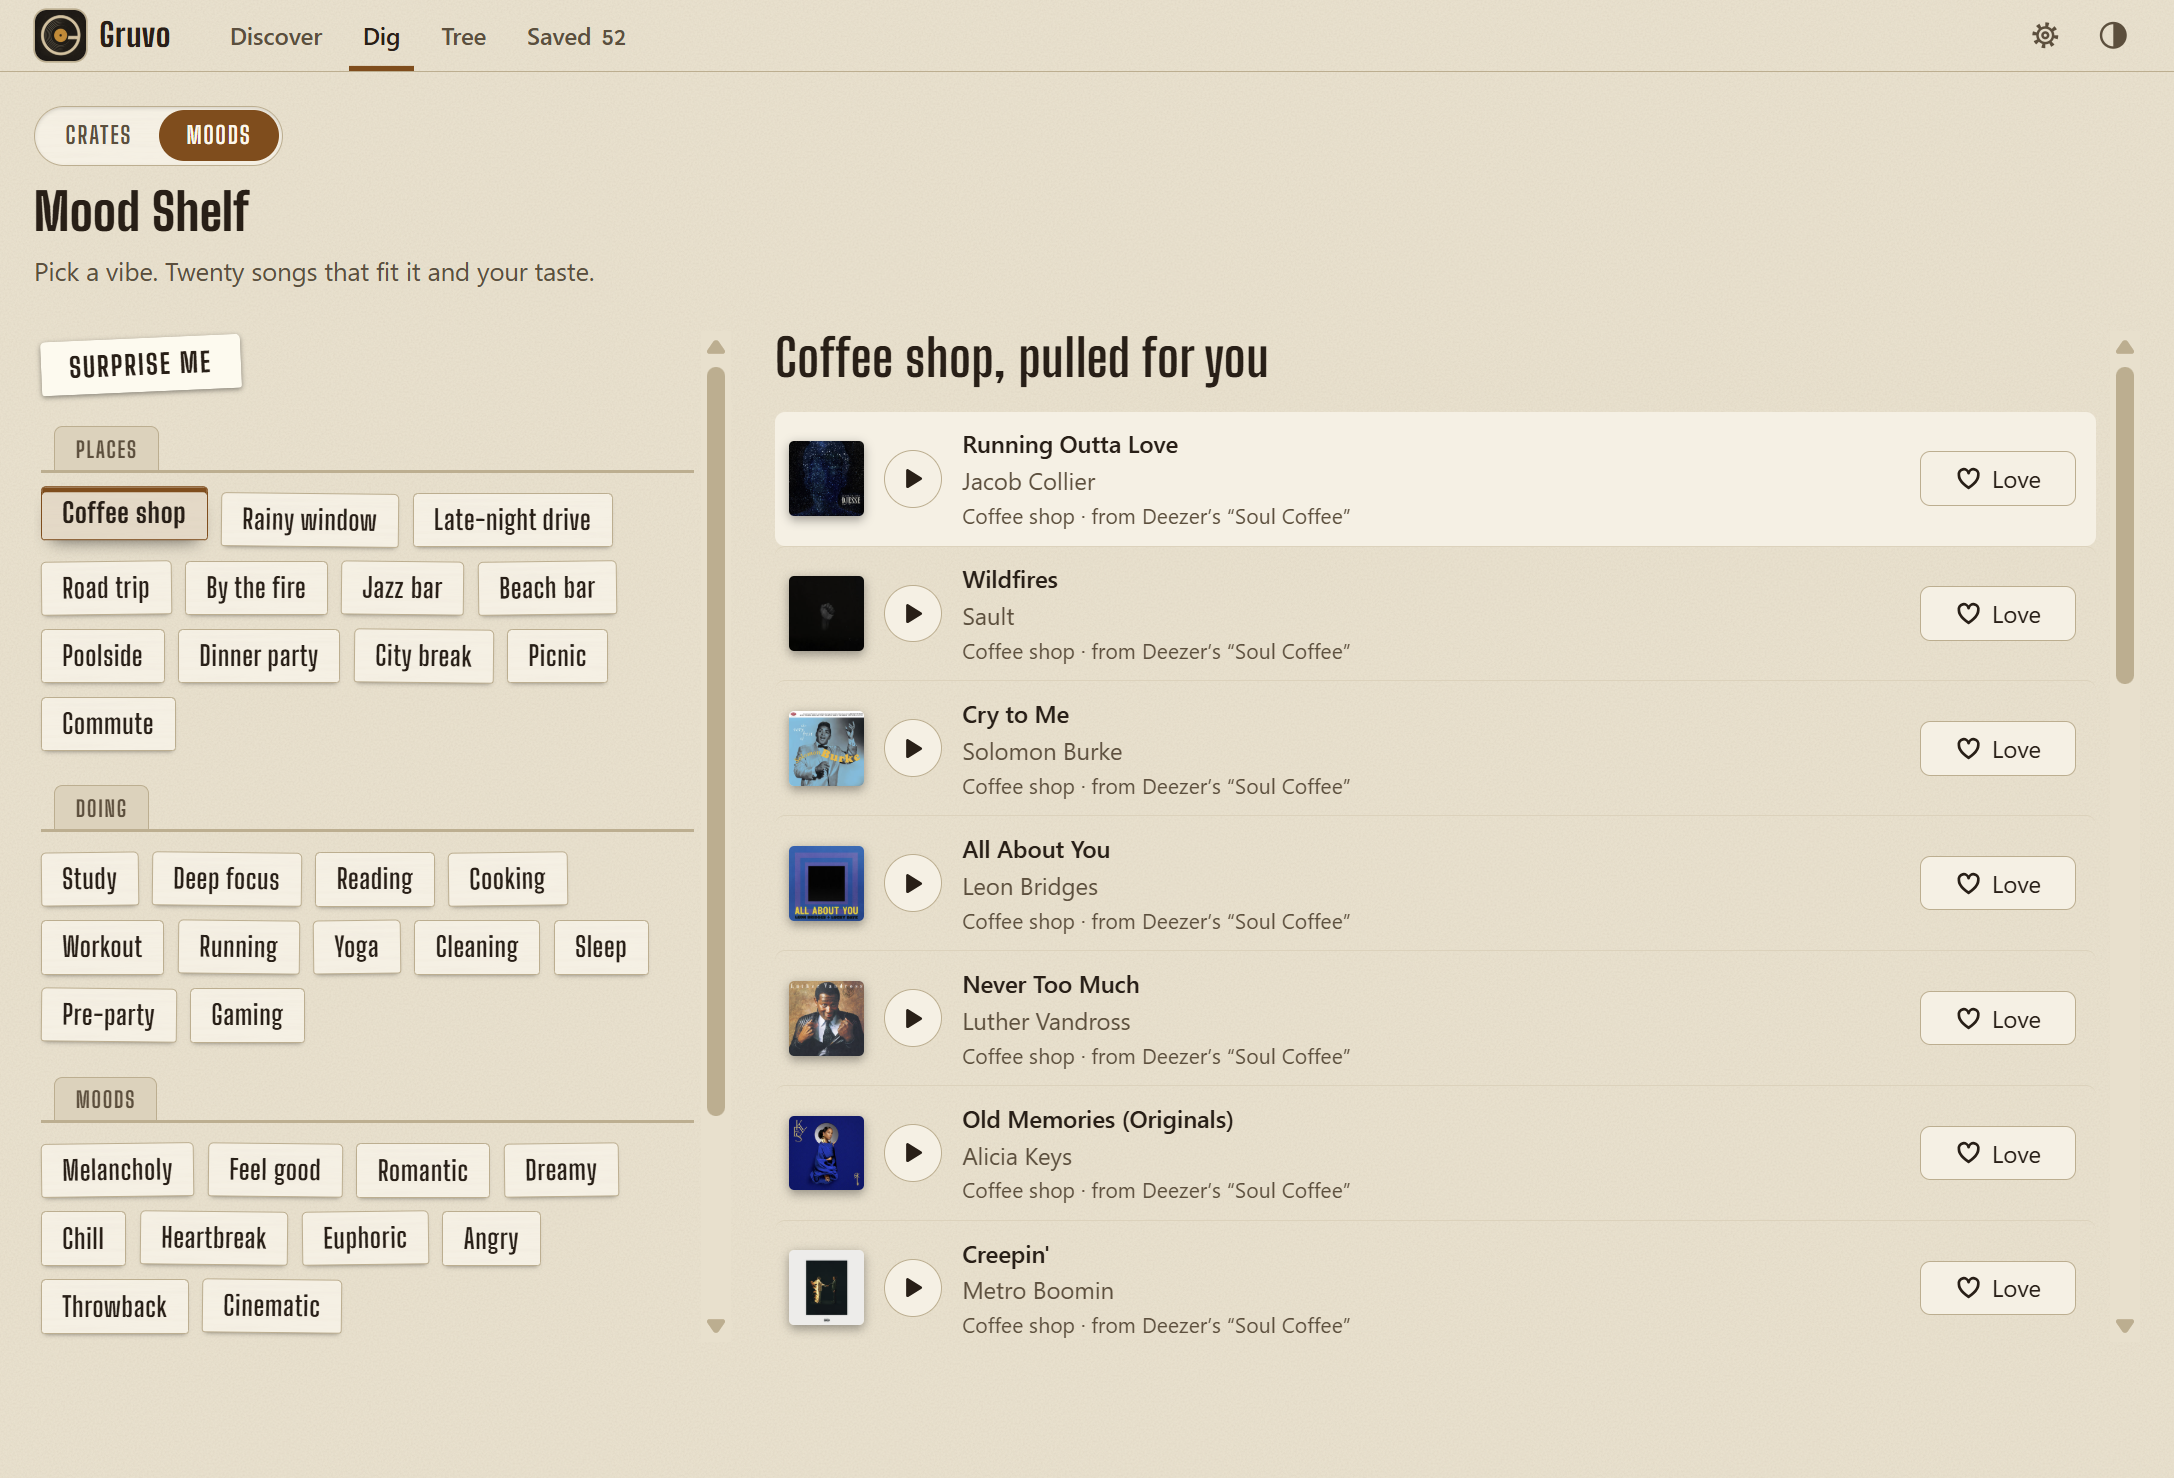 Gruvo
Discover
Dig
Tree
Saved 52
CRATES
MOODS
Mood Shelf
Pick a vibe. Twenty songs that fit it and your taste.
SURPRISE ME
PLACES
Coffee shop
Rainy window
Late-night drive
Road trip
By the fire
Jazz bar
Beach bar
Poolside
Dinner party
City break
Picnic
Commute
DOING
Study
Deep focus
Reading
Cooking
Workout
Running
Yoga
Cleaning
Sleep
Pre-party
Gaming
MOODS
Melancholy
Feel good
Romantic
Dreamy
Chill
Heartbreak
Euphoric
Angry
Throwback
Cinematic
Coffee shop, pulled for you
Running Outta Love
Jacob Collier
Coffee shop · from Deezer’s “Soul Coffee”
Love
Wildfires
Sault
Coffee shop · from Deezer’s “Soul Coffee”
Love
Cry to Me
Solomon Burke
Coffee shop · from Deezer’s “Soul Coffee”
Love
All About You
Leon Bridges
Coffee shop · from Deezer’s “Soul Coffee”
Love
ALL ABOUT YOU
Never Too Much
Luther Vandross
Coffee shop · from Deezer’s “Soul Coffee”
Love
Old Memories (Originals)
Alicia Keys
Coffee shop · from Deezer’s “Soul Coffee”
Love
Creepin'
Metro Boomin
Coffee shop · from Deezer’s “Soul Coffee”
Love